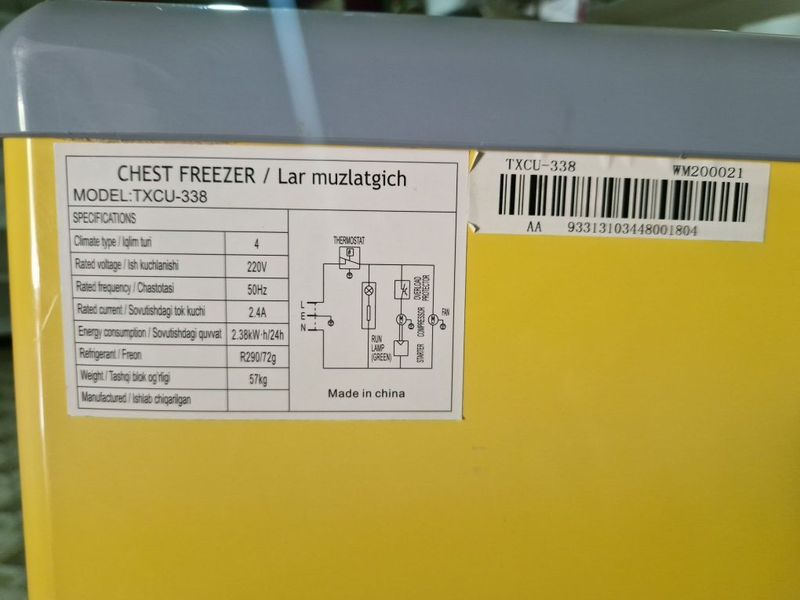 CHEST FREEZER / Lar muzlatgich
MODEL:TXCU-338
SPECIFICATIONS
Climate type / Iqlim turi 4
Rated voltage / Ish kuchlanishi 220V
Rated frequency / Chastotasi 50Hz
Rated current / Sovutishdagi tok kuchi 2.4A
Energy consumption / Sovutishdagi quvvat 2.38kW·h/24h
Refrigerant / Freon R290/72g
Weight / Tashqi blok og'rligi 57kg
Manufactured / Ishiab chiqarilgan
THERMOSTAT
L
E
N
RUN
LAMP
(GREEN)
OVERLOAD
PROTECTOR
COMPRESSOR
STARTER
FAN
Made in china
TXCU-338 WM200021
AA 93313103448001804